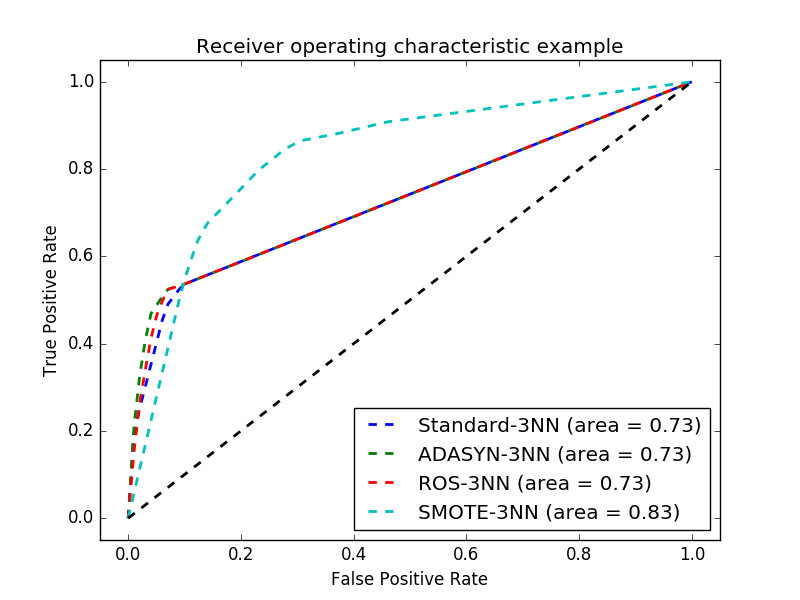 Receiver operating characteristic example
1.0
0.8
0.6
0.4
0.2
0.0
True Positive Rate
Standard-3NN (area = 0.73)
ADASYN-3NN (area = 0.73)
ROS-3NN (area = 0.73)
SMOTE-3NN (area = 0.83)
0.0 0.2 0.4 0.6 0.8 1.0
False Positive Rate